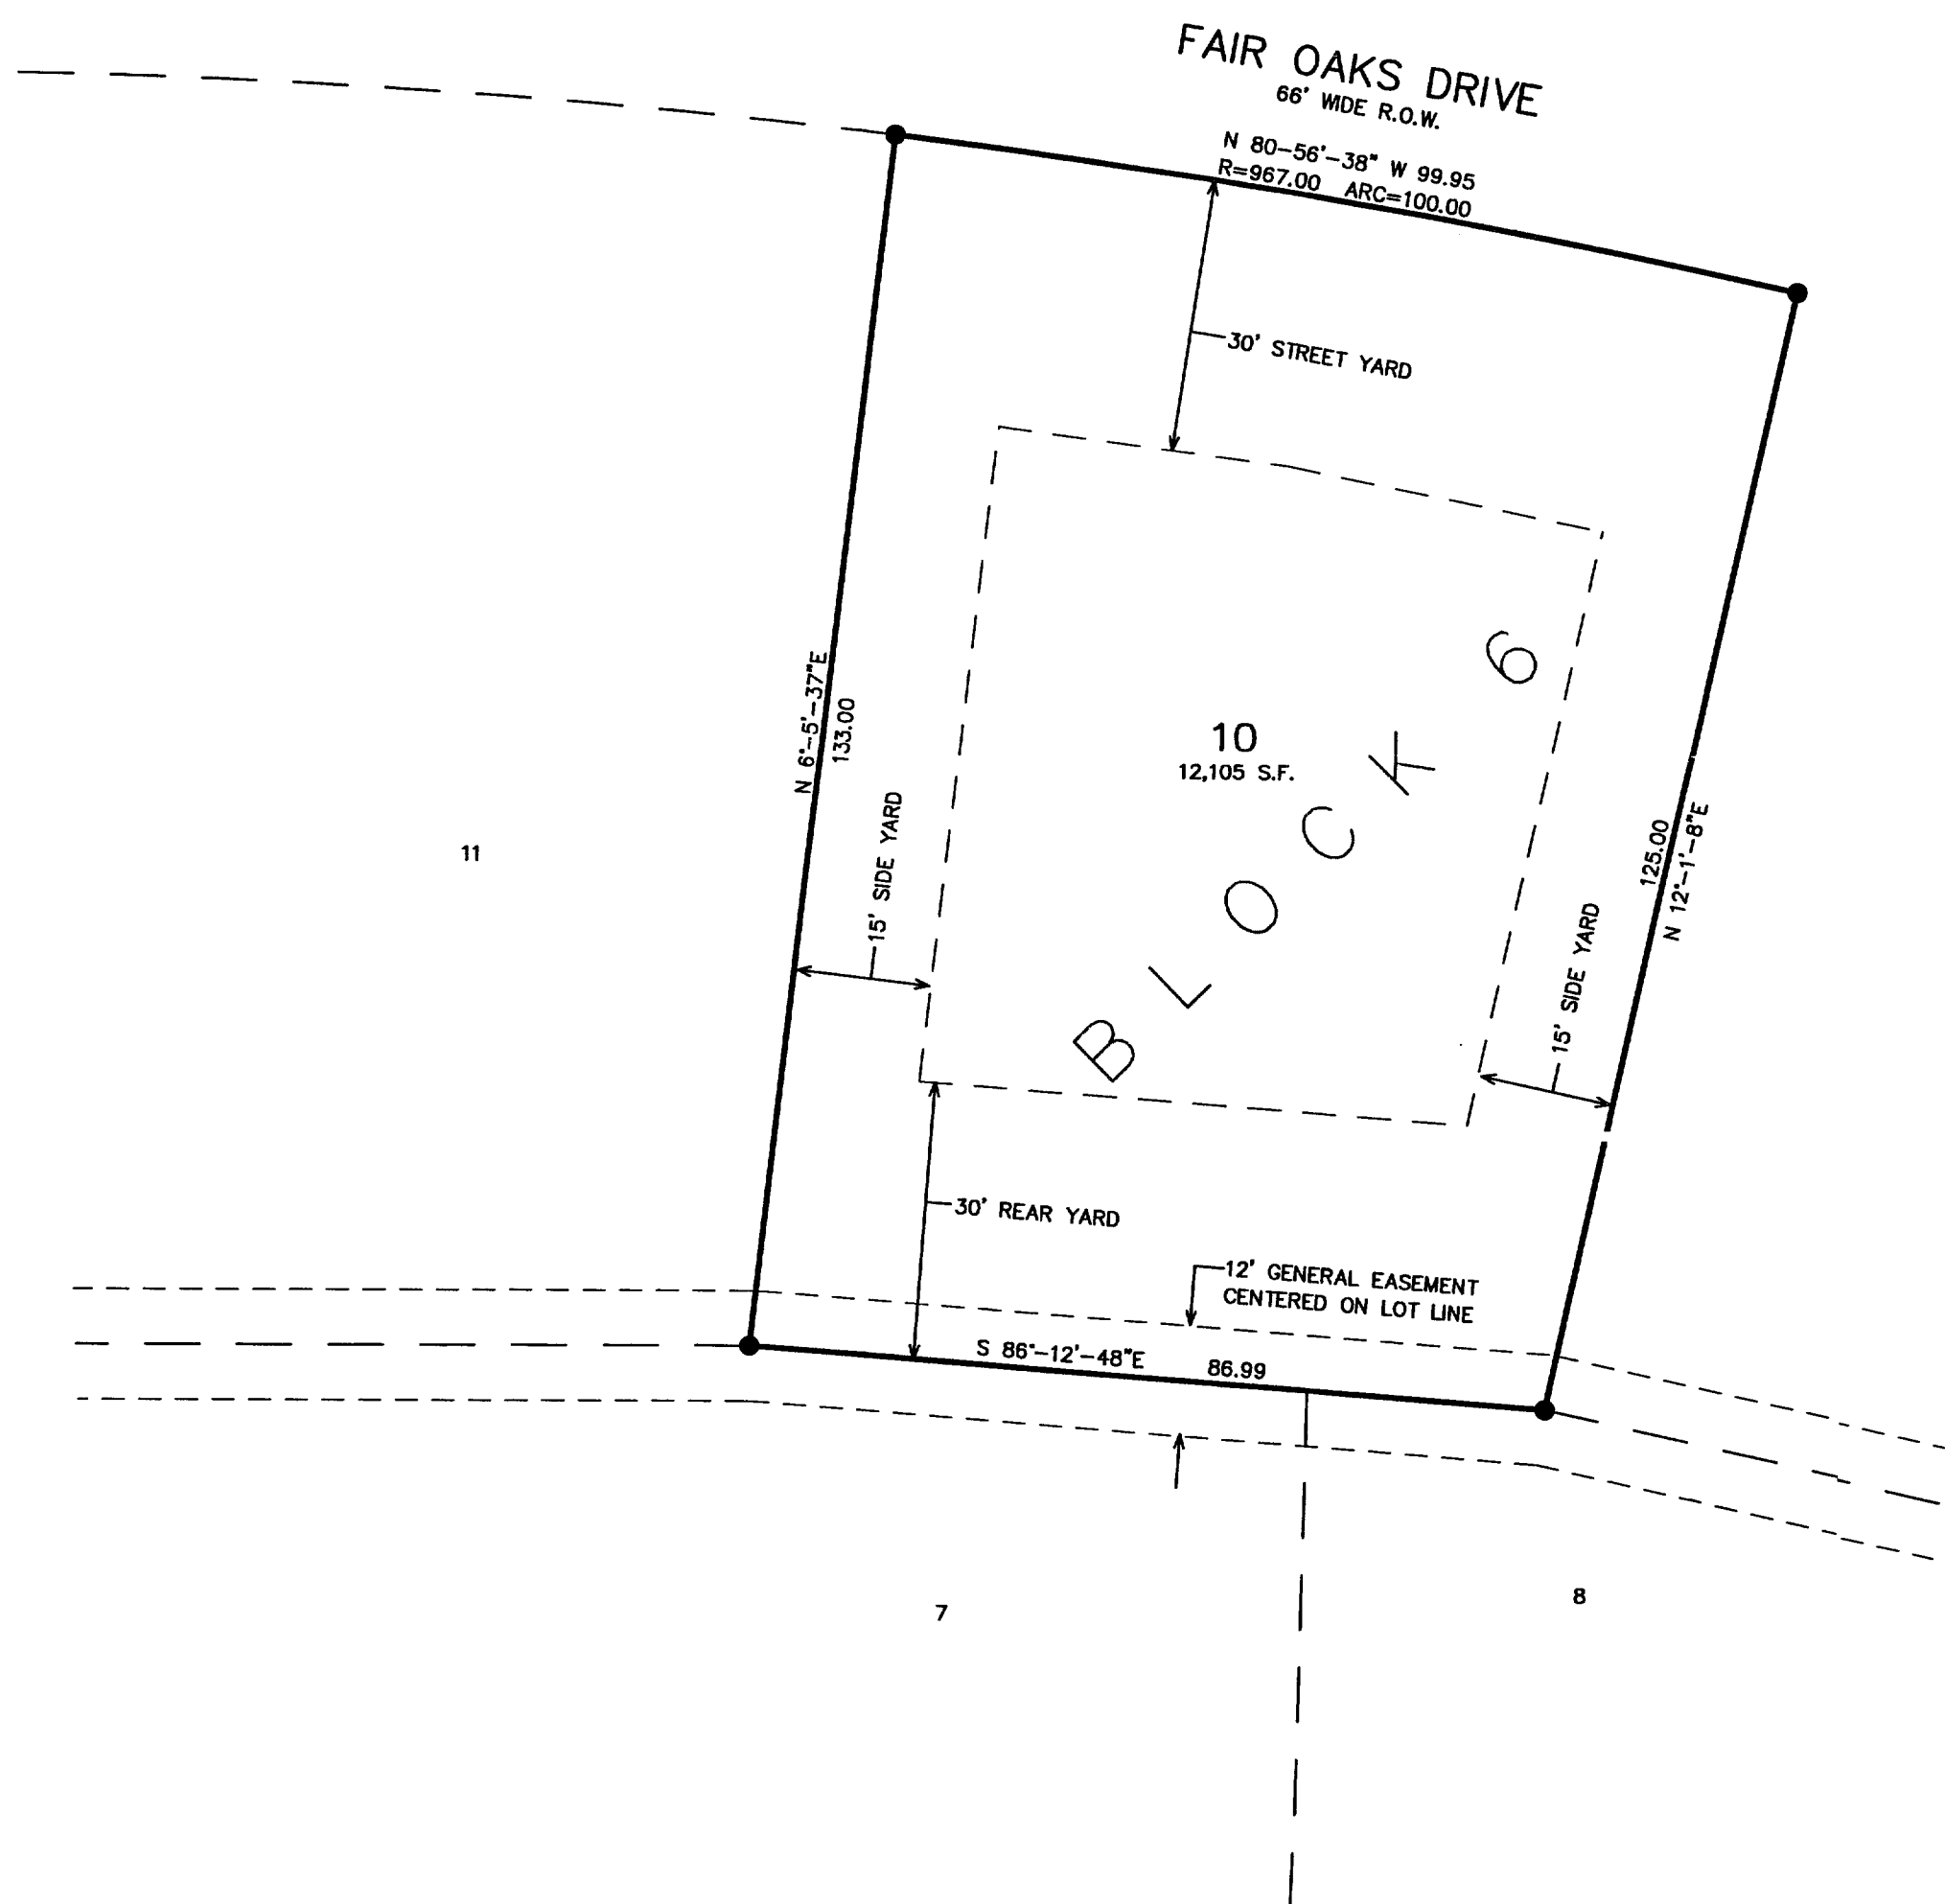 FAIR OAKS DRIVE
66' WIDE R.O.W.
N 80-56'-38" W 99.95
R=967.00 ARC=100.00
30' STREET YARD
N 6°-5'-37"E
133.00
10
12,105 S.F.
BLOCK 6
11
15' SIDE YARD
125.00
N 12°-1'-8"E
15' SIDE YARD
30' REAR YARD
12' GENERAL EASEMENT
CENTERED ON LOT LINE
S 86°-12'-48"E 86.99
7
8